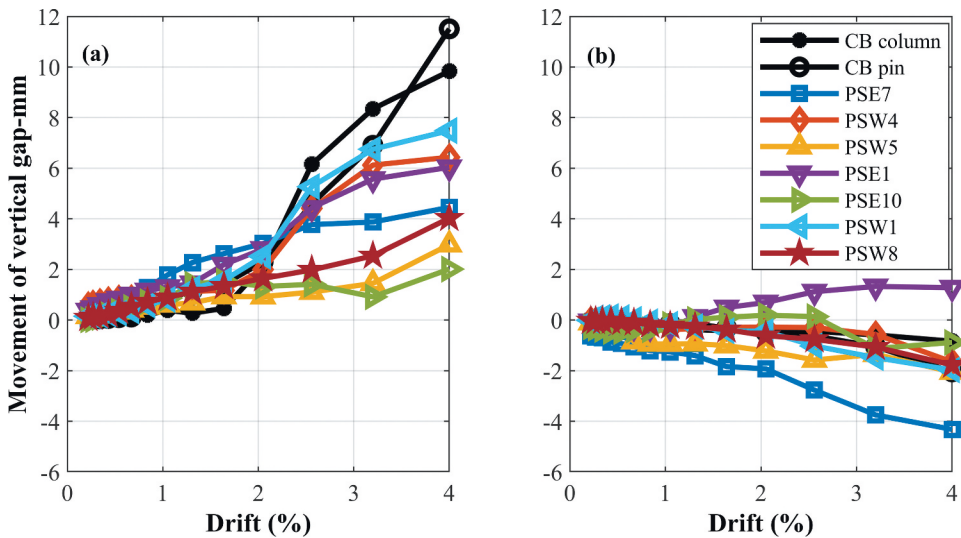 Movement of vertical gap-mm
12
10
8
6
4
2
0
-2
-4
-6
(a)
0
1
2
3
4
Drift (%)
12
10
8
6
4
2
0
-2
-4
-6
(b)
CB column
CB pin
PSE7
PSW4
PSW5
PSE1
PSE10
PSW1
PSW8
0
1
2
3
4
Drift (%)